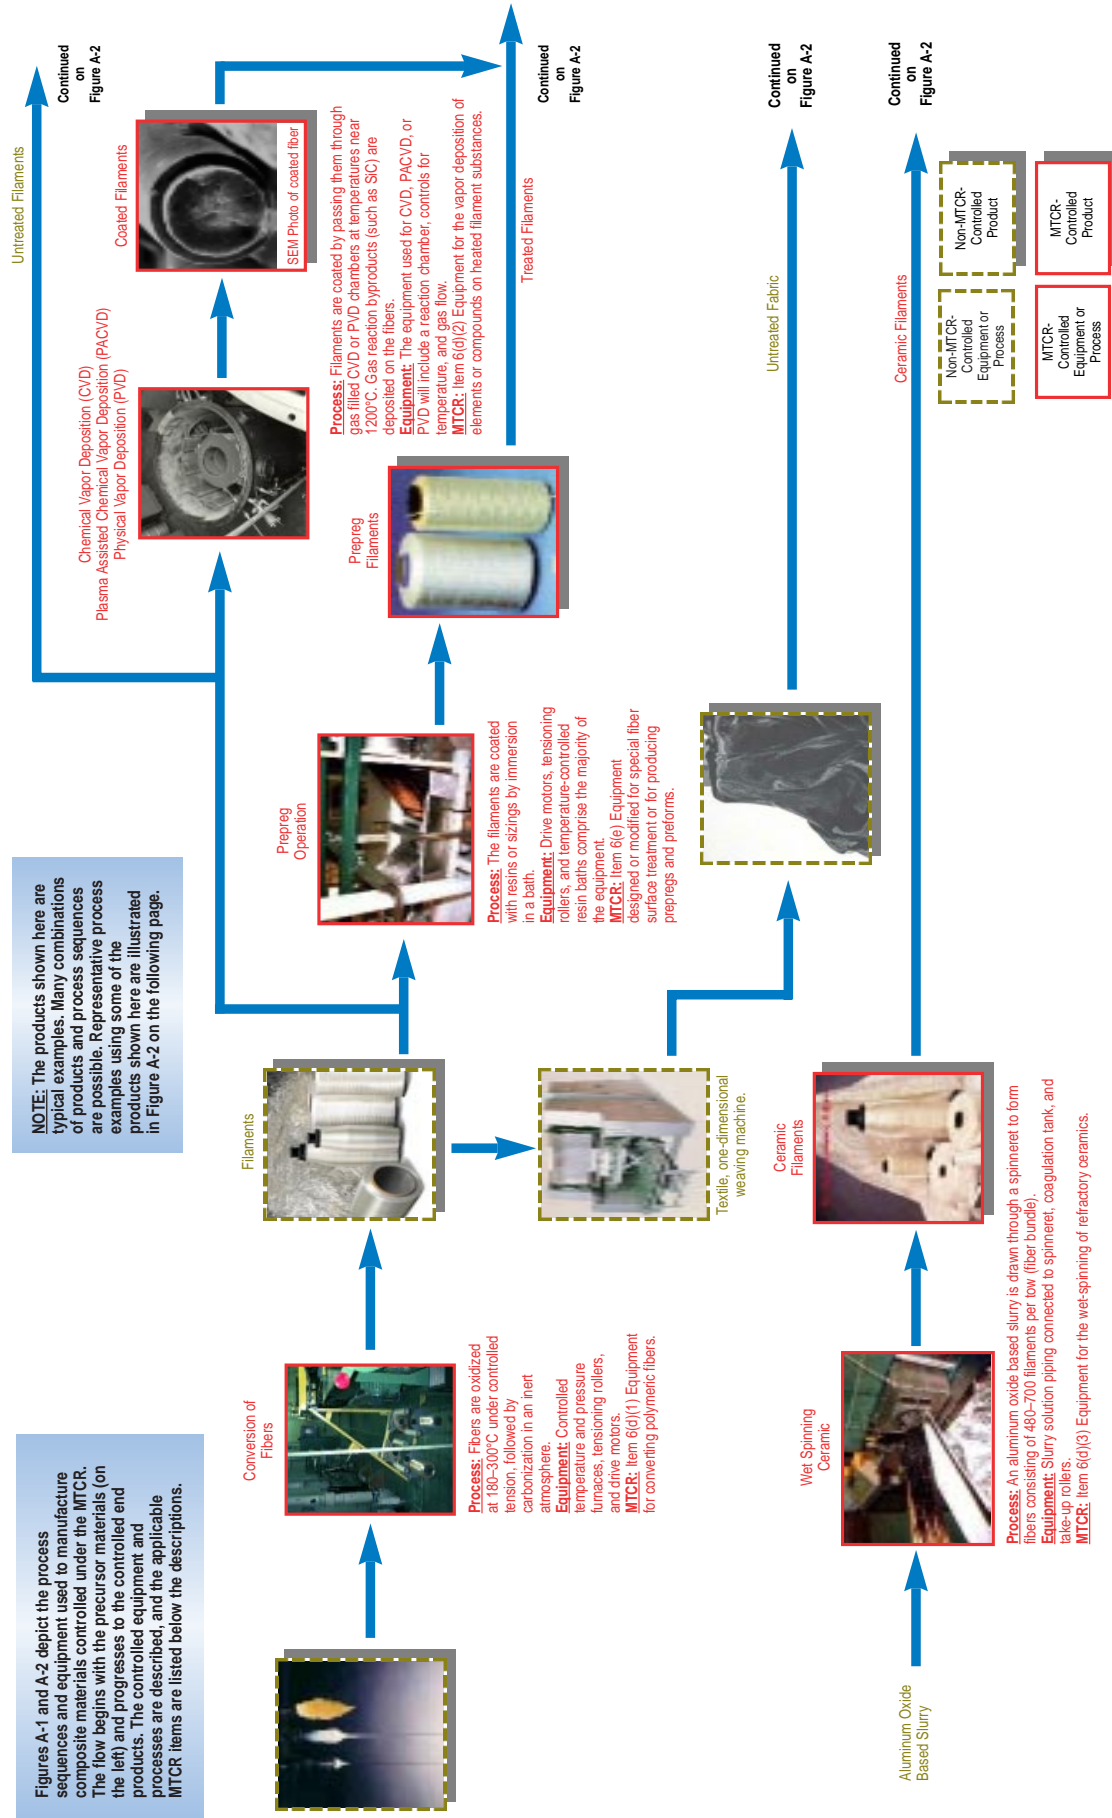 Figures A-1 and A-2 depict the process
sequences and equipment used to manufacture
composite materials controlled under the MTCR.
The flow begins with the precursor materials (on
the left) and progresses to the controlled end
products. The controlled equipment and
processes are described, and the applicable
MTCR items are listed below the descriptions.
NOTE: The products shown here are
typical examples. Many combinations
of products and process sequences
are possible. Representative process
examples using some of the
products shown here are illustrated
in Figure A-2 on the following page.
Untreated Filaments
Continued
on
Figure A-2
Chemical Vapor Deposition (CVD)
Plasma Assisted Chemical Vapor Deposition (PACVD)
Physical Vapor Deposition (PVD)
Coated Filaments
SEM Photo of coated fiber
Process: Filaments are coated by passing them through
gas filled CVD or PVD chambers at temperatures near
1200°C. Gas reaction byproducts (such as SiC) are
deposited on the fibers.
Equipment: The equipment used for CVD, PACVD, or
PVD will include a reaction chamber, controls for
temperature, and gas flow.
MTCR: Item 6(d)(2) Equipment for the vapor deposition of
elements or compounds on heated filament substances.
Conversion of
Fibers
Process: Fibers are oxidized
at 180–300°C under controlled
tension, followed by
carbonization in an inert
atmosphere.
Equipment: Controlled
temperature and pressure
furnaces, tensioning rollers,
and drive motors.
MTCR: Item 6(d)(1) Equipment
for converting polymeric fibers.
Filaments
Prepreg
Operation
Process: The filaments are coated
with resins or sizings by immersion
in a bath.
Equipment: Drive motors, tensioning
rollers, and temperature-controlled
resin baths comprise the majority of
the equipment.
MTCR: Item 6(e) Equipment
designed or modified for special fiber
surface treatment or for producing
prepregs and preforms.
Prepreg
Filaments
Treated Filaments
Continued
on
Figure A-2
Textile, one-dimensional
weaving machine.
Untreated Fabric
Continued
on
Figure A-2
Aluminum Oxide
Based Slurry
Wet Spinning
Ceramic
Process: An aluminum oxide based slurry is drawn through a spinneret to form
fibers consisting of 480–700 filaments per tow (fiber bundle).
Equipment: Slurry solution piping connected to spinneret, coagulation tank, and
take-up rollers.
MTCR: Item 6(d)(3) Equipment for the wet-spinning of refractory ceramics.
Ceramic
Filaments
Ceramic Filaments
Continued
on
Figure A-2
Non-MTCR-
Controlled
Equipment or
Process
Non-MTCR-
Controlled
Product
MTCR-
Controlled
Equipment or
Process
MTCR-
Controlled
Product